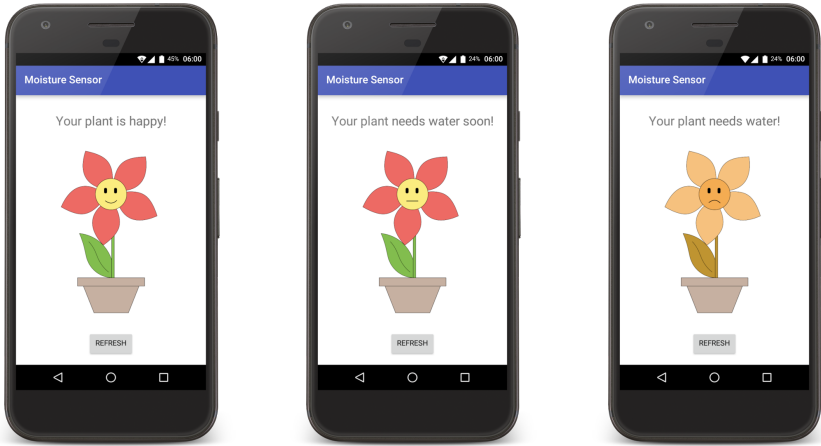 45% 06:00
Moisture Sensor
Your plant is happy!
REFRESH
24% 06:00
Moisture Sensor
Your plant needs water soon!
REFRESH
24% 06:00
Moisture Sensor
Your plant needs water!
REFRESH